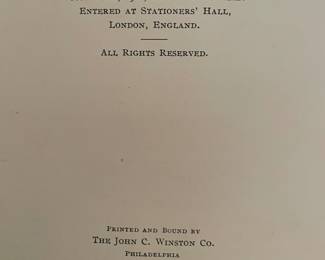 Entered at Stationers' Hall,
London, England.
All Rights Reserved.
Printed and Bound by
The John C. Winston Co.
Philadelphia